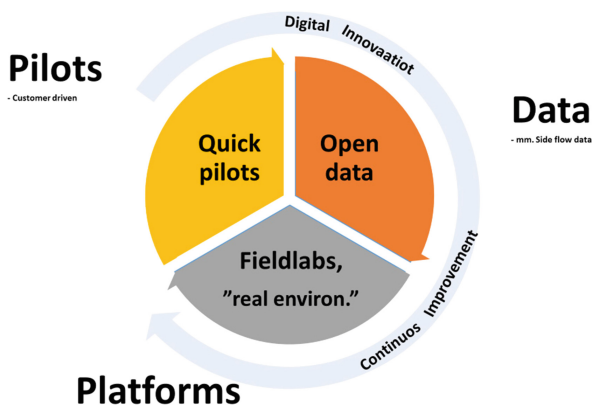 Digital Innovaatiot
Pilots
- Customer driven
Data
- mm. Side flow data
Quick
pilots
Open
data
Fieldlabs,
”real environ.”
Continuos Improvement
Platforms